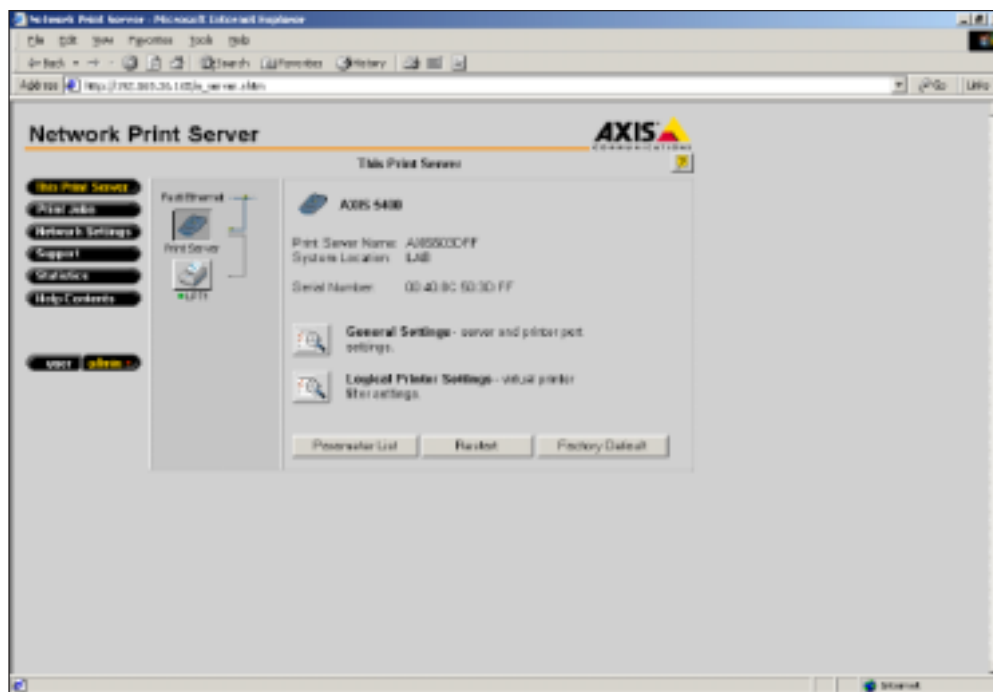 Network Print Server - Microsoft Internet Explorer
File Edit View Favorites Tools Help
Back Search Favorites History
Address
Go Links
Network Print Server
AXIS
COMMUNICATIONS
This Print Server
?
This Print Server
Print Jobs
Network Settings
Support
Statistics
Help Contents
user admin
Fast Ethernet
Print Server
LPT1
AXIS 5400
Print Server Name:
System Location: LAB
Serial Number: 00 40 8C 50 3D FF
General Settings - server and printer port
settings.
Logical Printer Settings - virtual printer
filter settings.
Parameter List Restart Factory Default
Internet